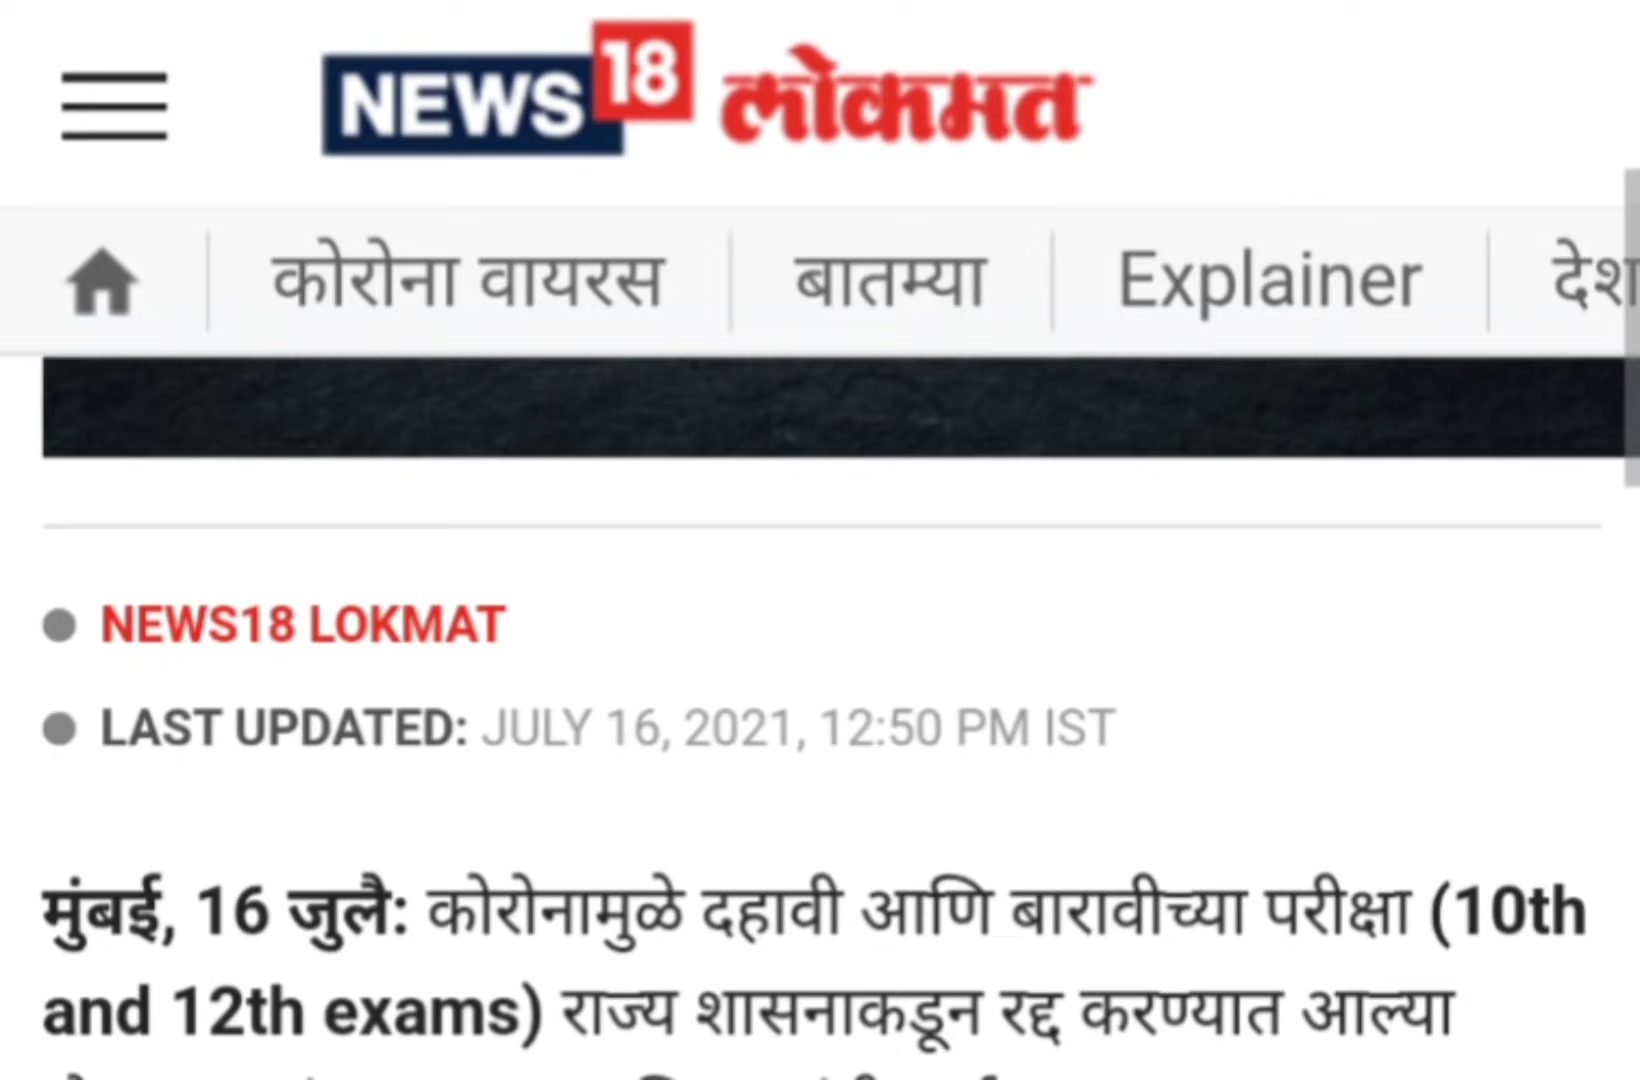 NEWS18 लोकमत
कोरोना वायरस बातम्या Explainer देश
NEWS18 LOKMAT
LAST UPDATED: JULY 16, 2021, 12:50 PM IST
मुंबई, 16 जुलै: कोरोनामुळे दहावी आणि बारावीच्या परीक्षा (10th
and 12th exams) राज्य शासनाकडून रद्द करण्यात आल्या